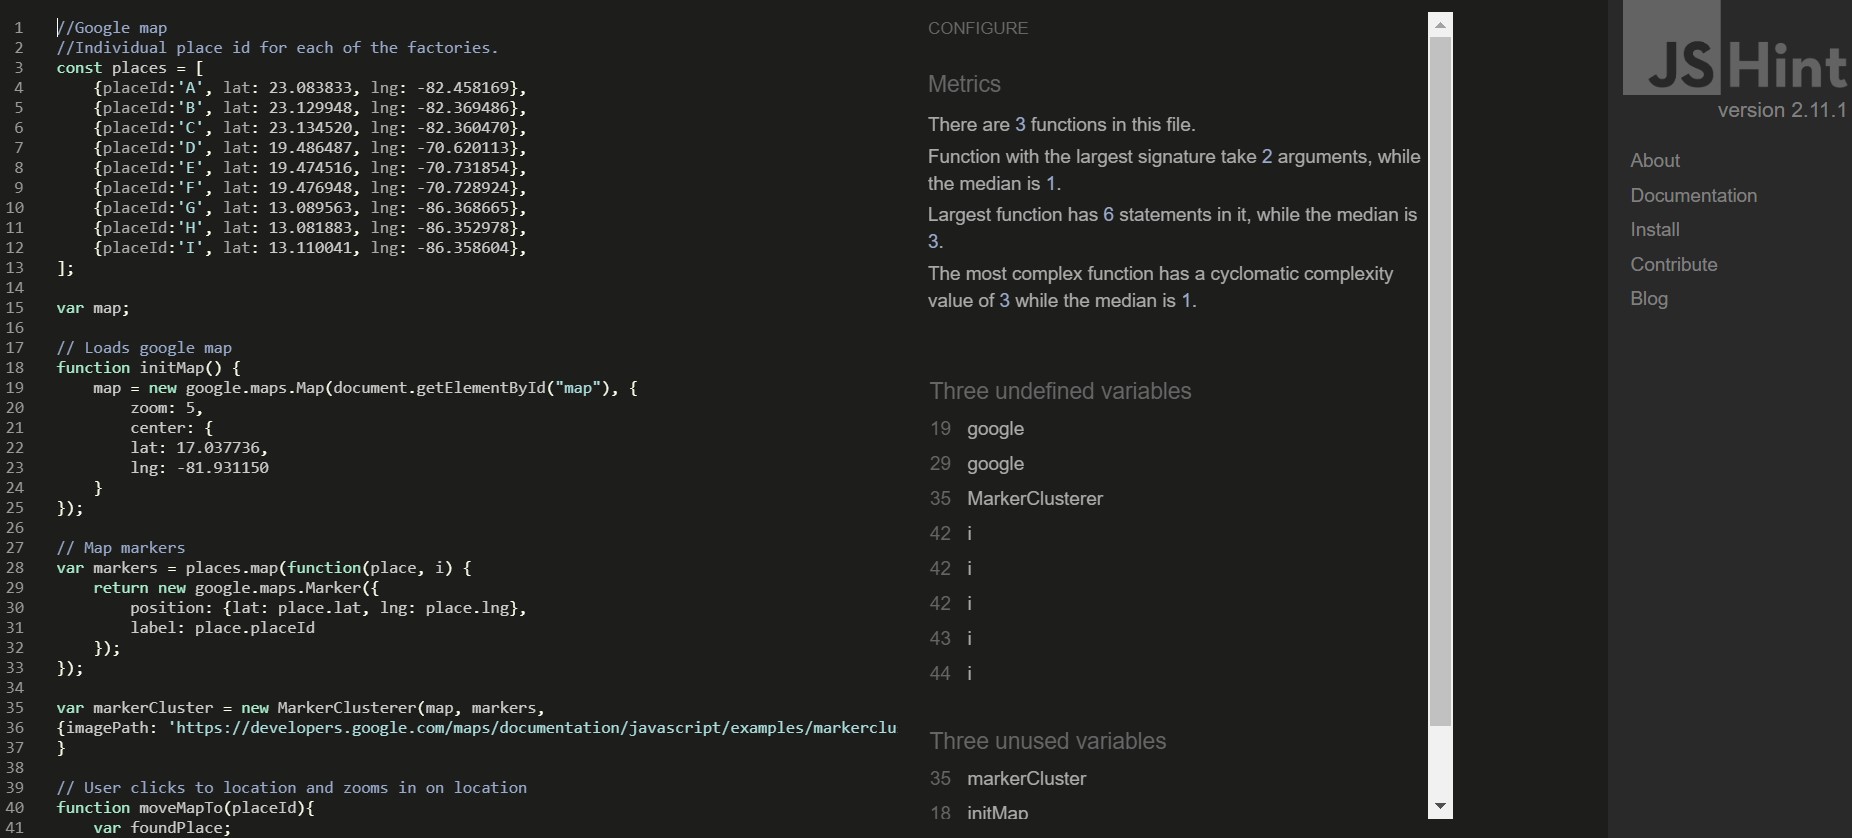 1 //Google map
2 //Individual place id for each of the factories.
3 const places = [
4 {placeId:'A', lat: 23.083833, lng: -82.458169},
5 {placeId:'B', lat: 23.129948, lng: -82.369486},
6 {placeId:'C', lat: 23.134520, lng: -82.360470},
7 {placeId:'D', lat: 19.486487, lng: -70.620113},
8 {placeId:'E', lat: 19.474516, lng: -70.731854},
9 {placeId:'F', lat: 19.476948, lng: -70.728924},
10 {placeId:'G', lat: 13.089563, lng: -86.368665},
11 {placeId:'H', lat: 13.081883, lng: -86.352978},
12 {placeId:'I', lat: 13.110041, lng: -86.358604},
13 ];
14
15 var map;
16
17 // Loads google map
18 function initMap() {
19 map = new google.maps.Map(document.getElementById("map"), {
20 zoom: 5,
21 center: {
22 lat: 17.037736,
23 lng: -81.931150
24 }
25 });
26
27 // Map markers
28 var markers = places.map(function(place, i) {
29 return new google.maps.Marker({
30 position: {lat: place.lat, lng: place.lng},
31 label: place.placeId
32 });
33 });
34
35 var markerCluster = new MarkerClusterer(map, markers,
36 {imagePath: 'https://developers.google.com/maps/documentation/javascript/examples/markerclu
37 }
38
39 // User clicks to location and zooms in on location
40 function moveMapTo(placeId){
41 var foundPlace;
CONFIGURE
Metrics
There are 3 functions in this file.
Function with the largest signature take 2 arguments, while
the median is 1.
Largest function has 6 statements in it, while the median is
3.
The most complex function has a cyclomatic complexity
value of 3 while the median is 1.
Three undefined variables
19 google
29 google
35 MarkerClusterer
42 i
42 i
42 i
43 i
44 i
Three unused variables
35 markerCluster
18 initMap
JSHint
version 2.11.1
About
Documentation
Install
Contribute
Blog